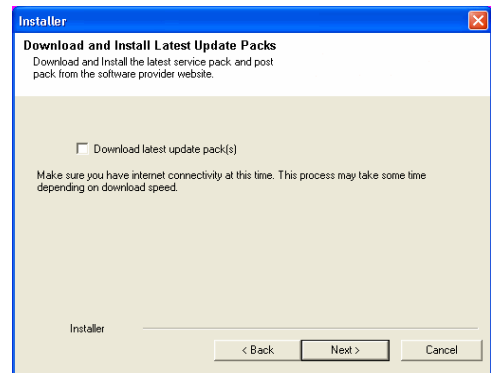 Installer
Download and Install Latest Update Packs
Download and Install the latest service pack and post
pack from the software provider website.
Download latest update pack(s)
Make sure you have internet connectivity at this time. This process may take some time
depending on download speed.
Installer
< Back
Next >
Cancel